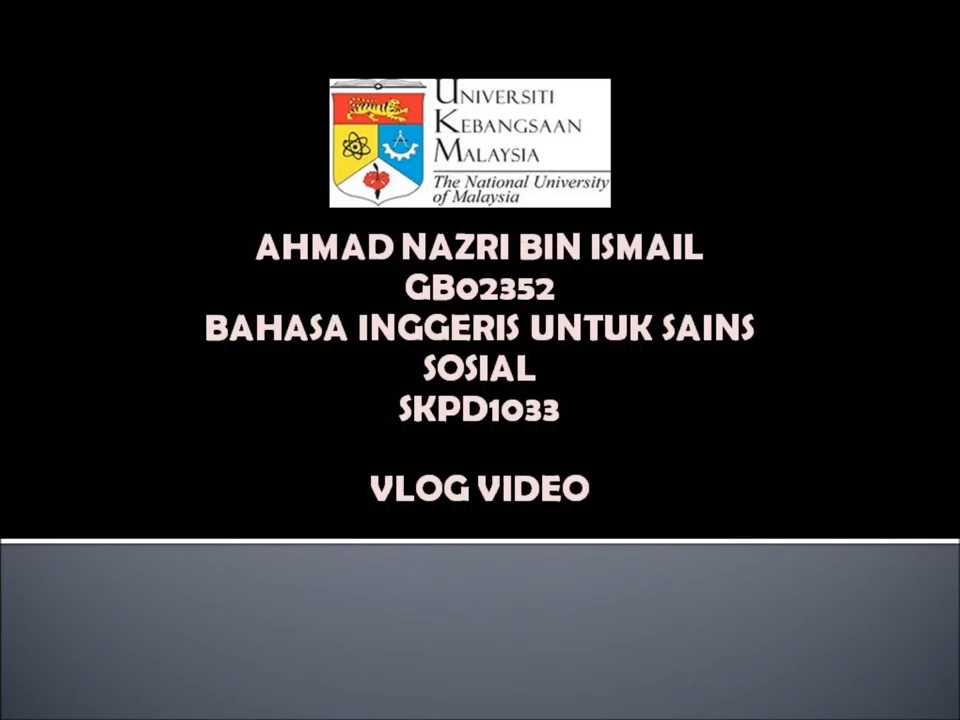 UNIVERSITI
KEBANGSAAN
MALAYSIA
The National University
of Malaysia
AHMAD NAZRI BIN ISMAIL
GB02352
BAHASA INGGERIS UNTUK SAINS
SOSIAL
SKPD1033
VLOG VIDEO